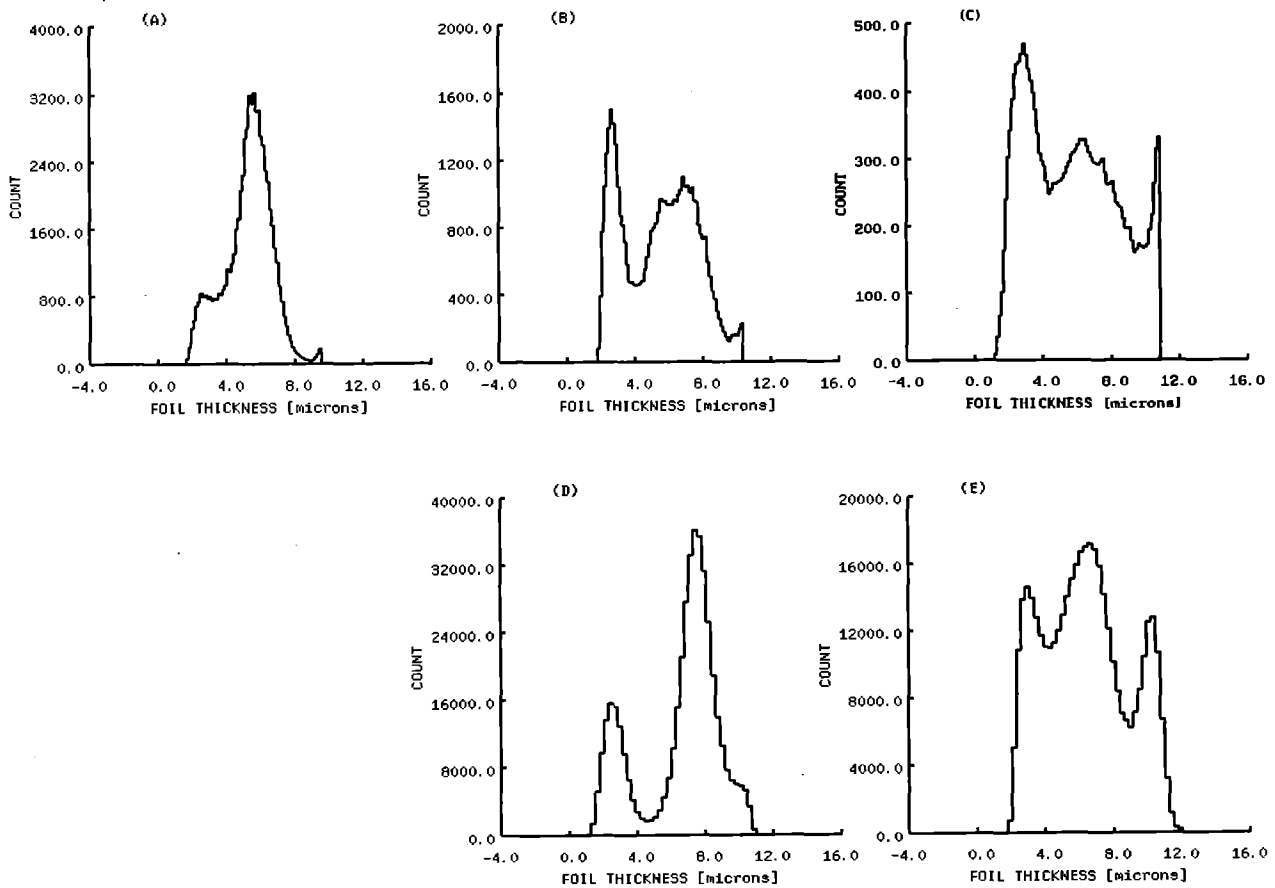 (A)
4000.0
3200.0
2400.0
1600.0
800.0
0.0
COUNT
-4.0 0.0 4.0 8.0 12.0 16.0
FOIL THICKNESS [microns]
(B)
2000.0
1600.0
1200.0
800.0
400.0
0.0
COUNT
-4.0 0.0 4.0 8.0 12.0 16.0
FOIL THICKNESS [microns]
(C)
500.0
400.0
300.0
200.0
100.0
0.0
COUNT
-4.0 0.0 4.0 8.0 12.0 16.0
FOIL THICKNESS [microns]
(D)
40000.0
32000.0
24000.0
16000.0
8000.0
0.0
COUNT
-4.0 0.0 4.0 8.0 12.0 16.0
FOIL THICKNESS [microns]
(E)
20000.0
16000.0
12000.0
8000.0
4000.0
0.0
COUNT
-4.0 0.0 4.0 8.0 12.0 16.0
FOIL THICKNESS [microns]